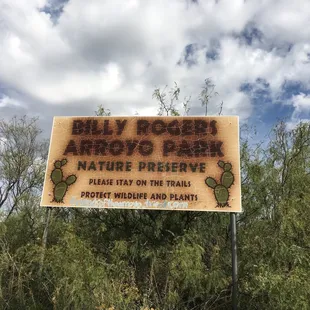 BILLY ROGERS
ARROYO PARK
NATURE PRESERVE
PLEASE STAY ON THE TRAILS
PROTECT WILDLIFE AND PLANTS